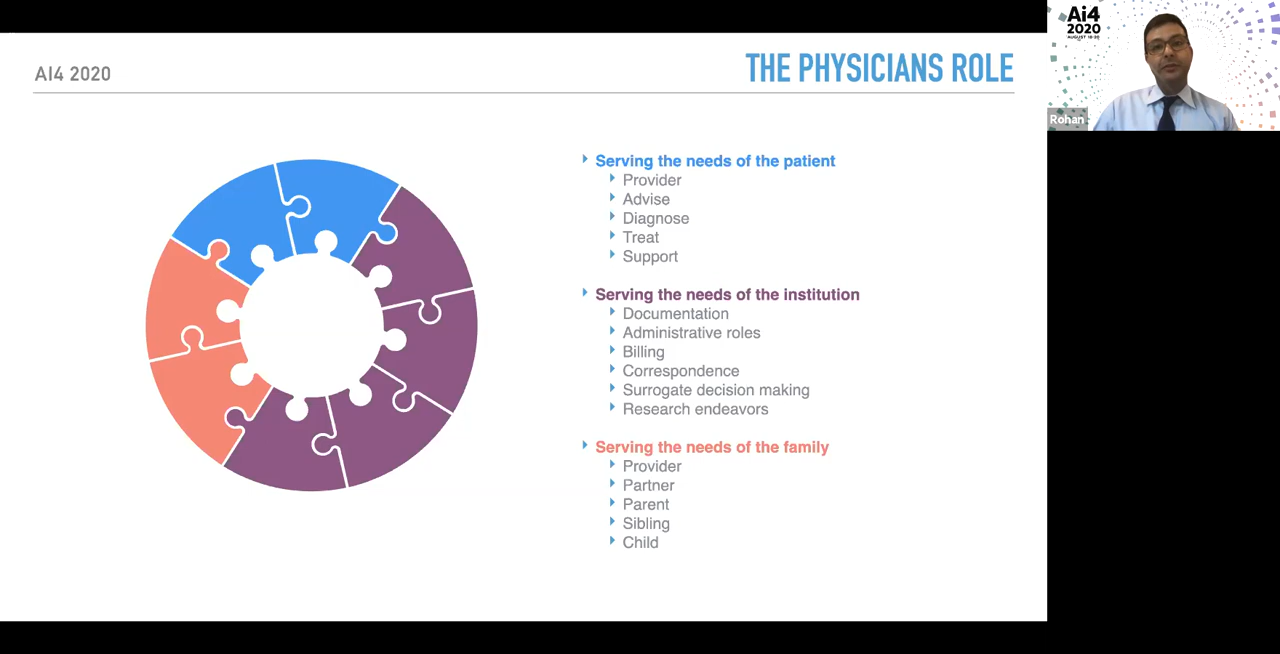 AI4 2020
THE PHYSICIANS ROLE
Serving the needs of the patient
Provider
Advise
Diagnose
Treat
Support
Serving the needs of the institution
Documentation
Administrative roles
Billing
Correspondence
Surrogate decision making
Research endeavors
Serving the needs of the family
Provider
Partner
Parent
Sibling
Child
Ai4
2020
Rohan